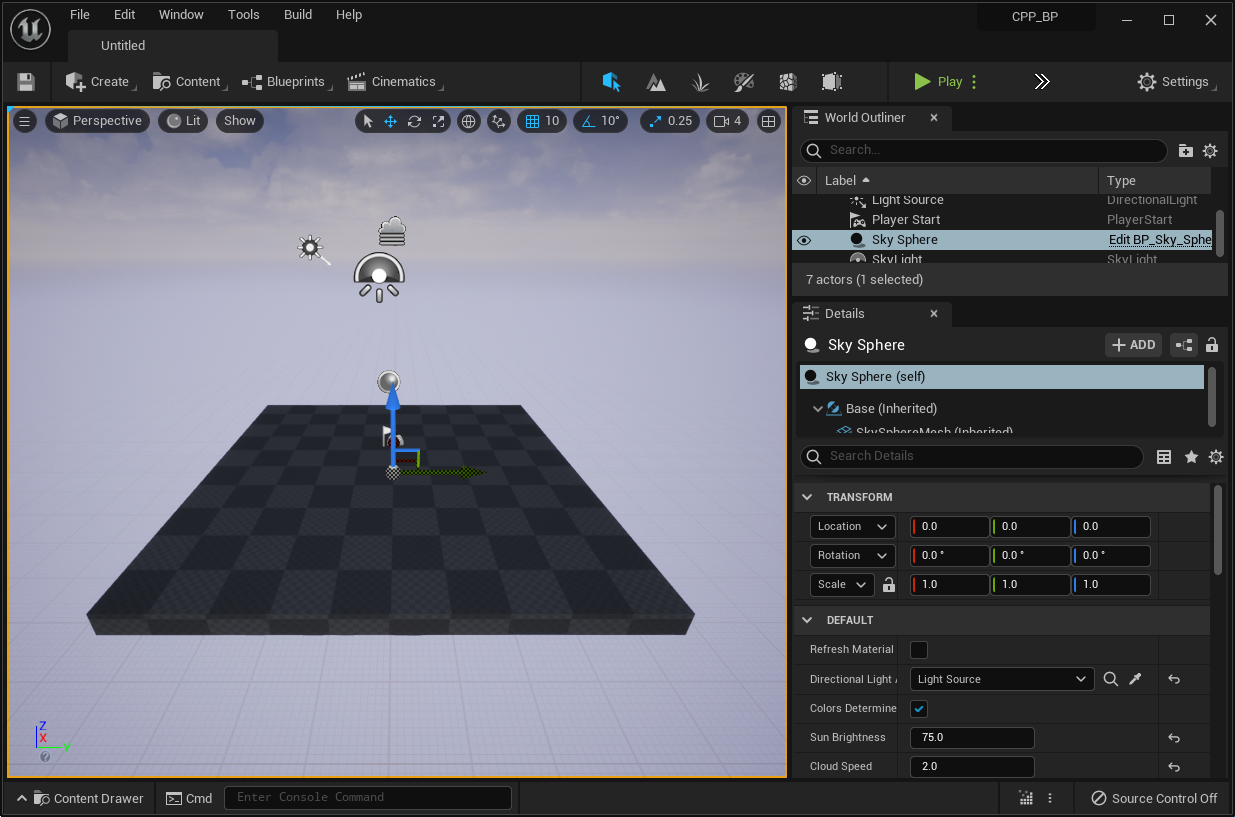 File Edit Window Tools Build Help
CPP_BP
Untitled
Create Content Blueprints Cinematics
Play
Settings
Perspective Lit Show
10 10° 0.25 4
World Outliner
Search...
Label Type
Light Source DirectionalLight
Player Start PlayerStart
Sky Sphere Edit BP_Sky_Sphe
SkyLight SkyLight
7 actors (1 selected)
Details
Sky Sphere
ADD
Sky Sphere (self)
Base (Inherited)
SkySphereMesh (Inherited)
Search Details
TRANSFORM
Location 0.0 0.0 0.0
Rotation 0.0 ° 0.0 ° 0.0 °
Scale 1.0 1.0 1.0
DEFAULT
Refresh Material
Directional Light Light Source
Colors Determine
Sun Brightness 75.0
Cloud Speed 2.0
Z
X
Y
?
Content Drawer
Cmd
Enter Console Command
Source Control Off